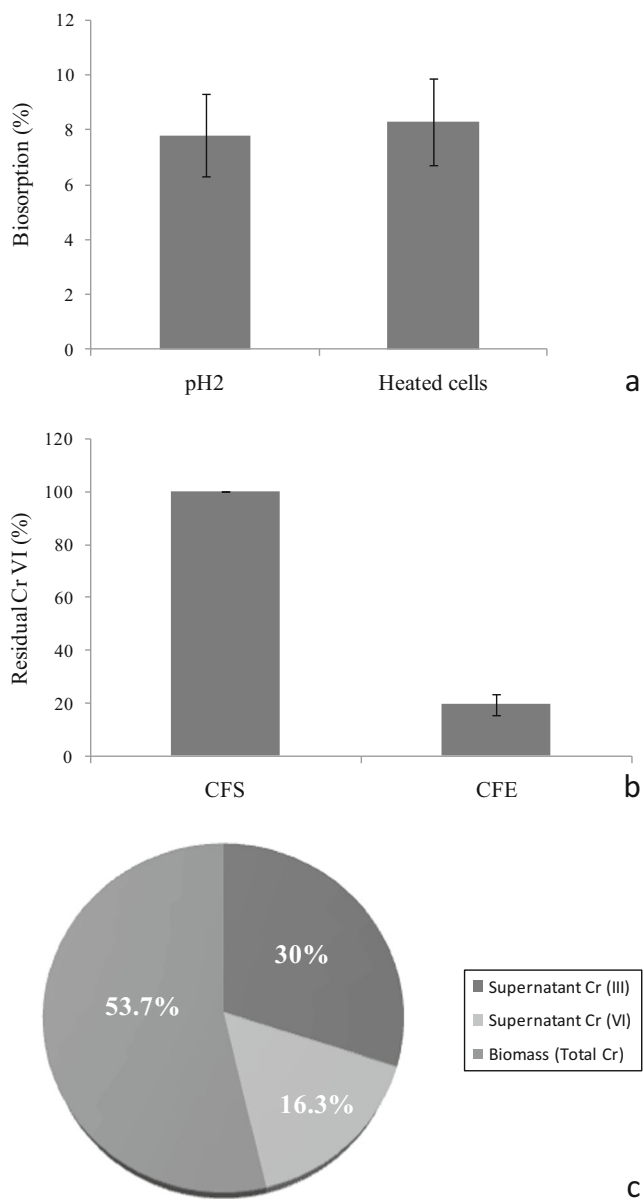 12
10
8
6
4
2
0
Biosorption (%)
pH2
Heated cells
a
120
100
80
60
40
20
0
Residual Cr VI (%)
CFS
CFE
b
30%
53.7%
16.3%
Supernatant Cr (III)
Supernatant Cr (VI)
Biomass (Total Cr)
c